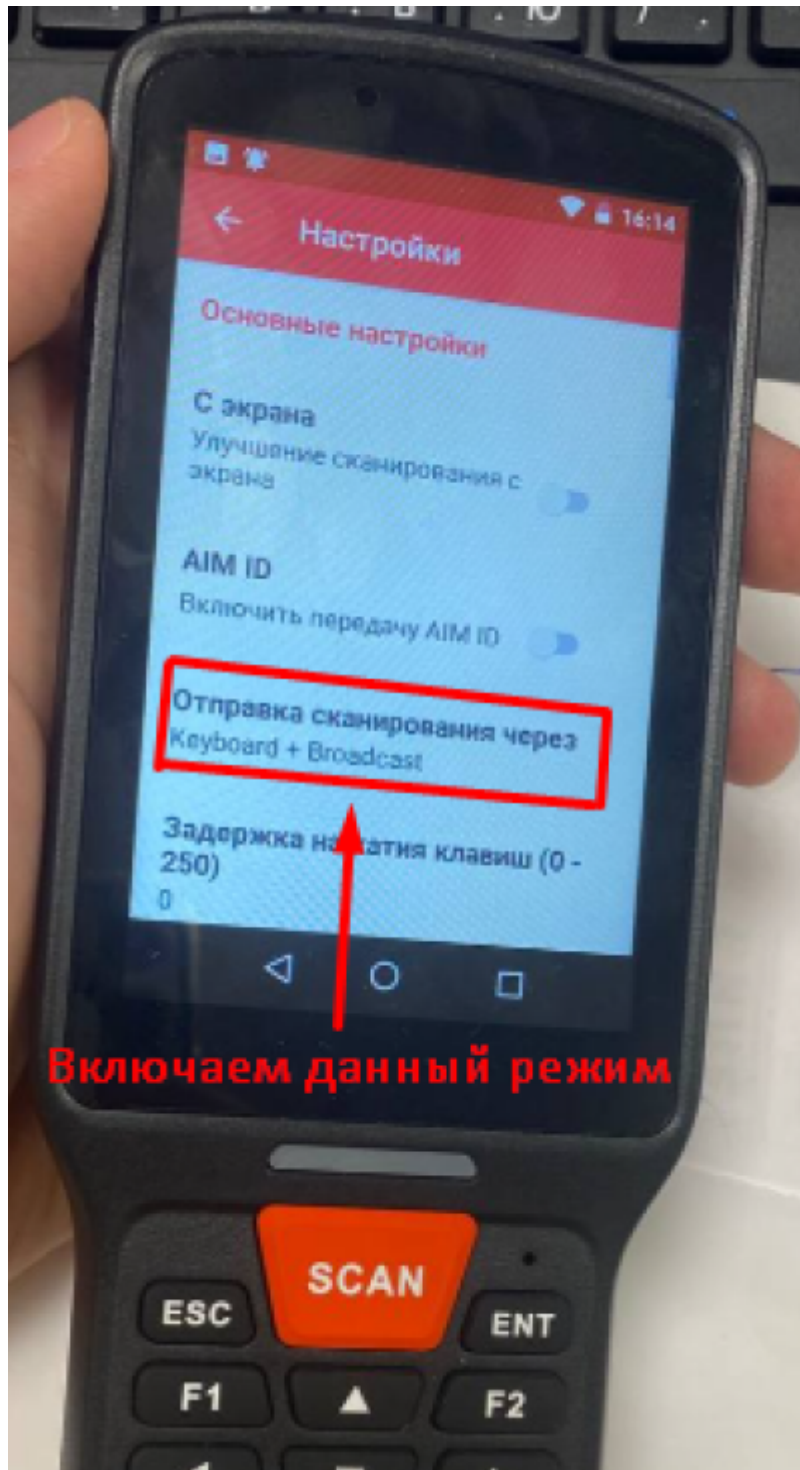 . Ю
16:14
Настройки
Основные настройки
С экрана
Улучшение сканирования с
экрана
AIM ID
Включить передачу AIM ID
Отправка сканирования через
Keyboard + Broadcast
Задержка нажатия клавиш (0 -
250)
0
Включаем данный режим
SCAN
ESC
ENT
F1
F2